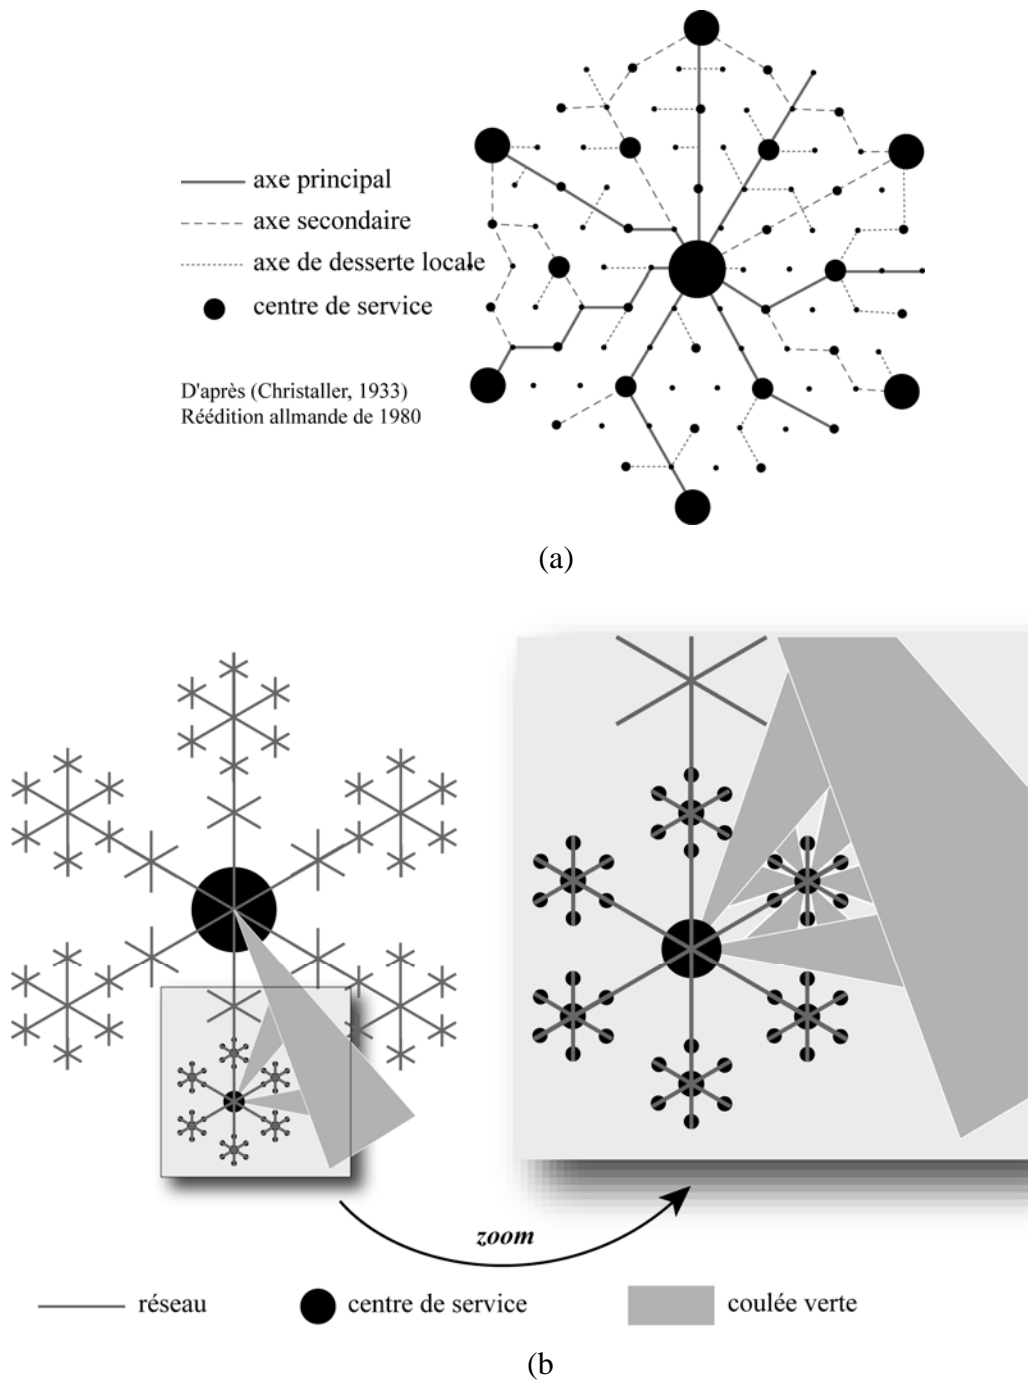 axe principal
axe secondaire
axe de desserte locale
centre de service
D'après (Christaller, 1933)
Réédition allmande de 1980
(a)
zoom
réseau
centre de service
coulée verte
(b